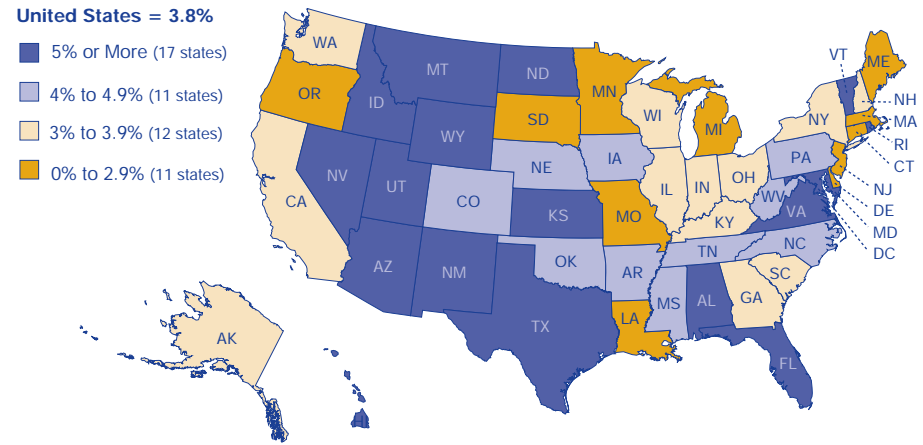 United States = 3.8%
5% or More (17 states)
4% to 4.9% (11 states)
3% to 3.9% (12 states)
0% to 2.9% (11 states)
WA
OR
CA
NV
ID
MT
WY
UT
AZ
CO
NM
ND
SD
NE
KS
OK
TX
MN
IA
MO
AR
LA
WI
IL
IN
MI
OH
KY
TN
MS
AL
GA
FL
SC
NC
VA
WV
PA
NY
VT
ME
NH
MA
RI
CT
NJ
DE
MD
DC
AK
HI